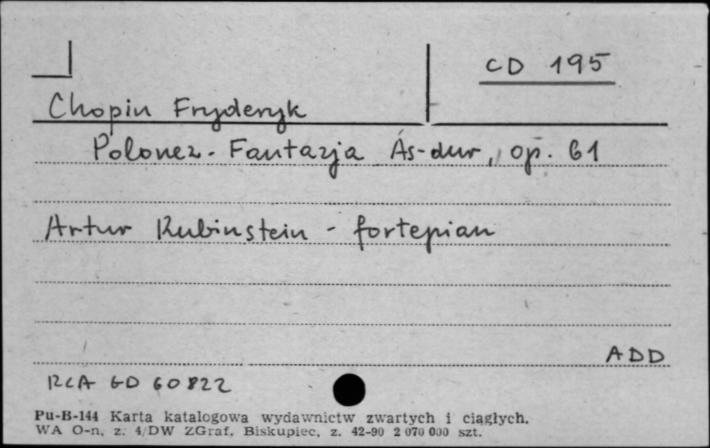 CD 195
Chopin Fryderyk
Polonez-Fantazja As-dur, op. 61
Artur Rubinstein - fortepian
ADD
RCA GD 60822
Pu-B-144 Karta katalogowa wydawnictw zwartych i ciągłych.
WA O-n, z. 4/DW ZGraf. Biskupiec, z. 42-90 2 070 000 szt.